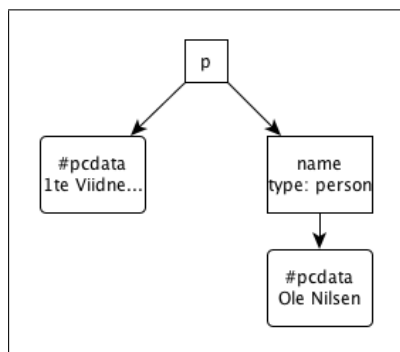 p
#pcdata
1te Viidne...
name
type: person
#pcdata
Ole Nilsen